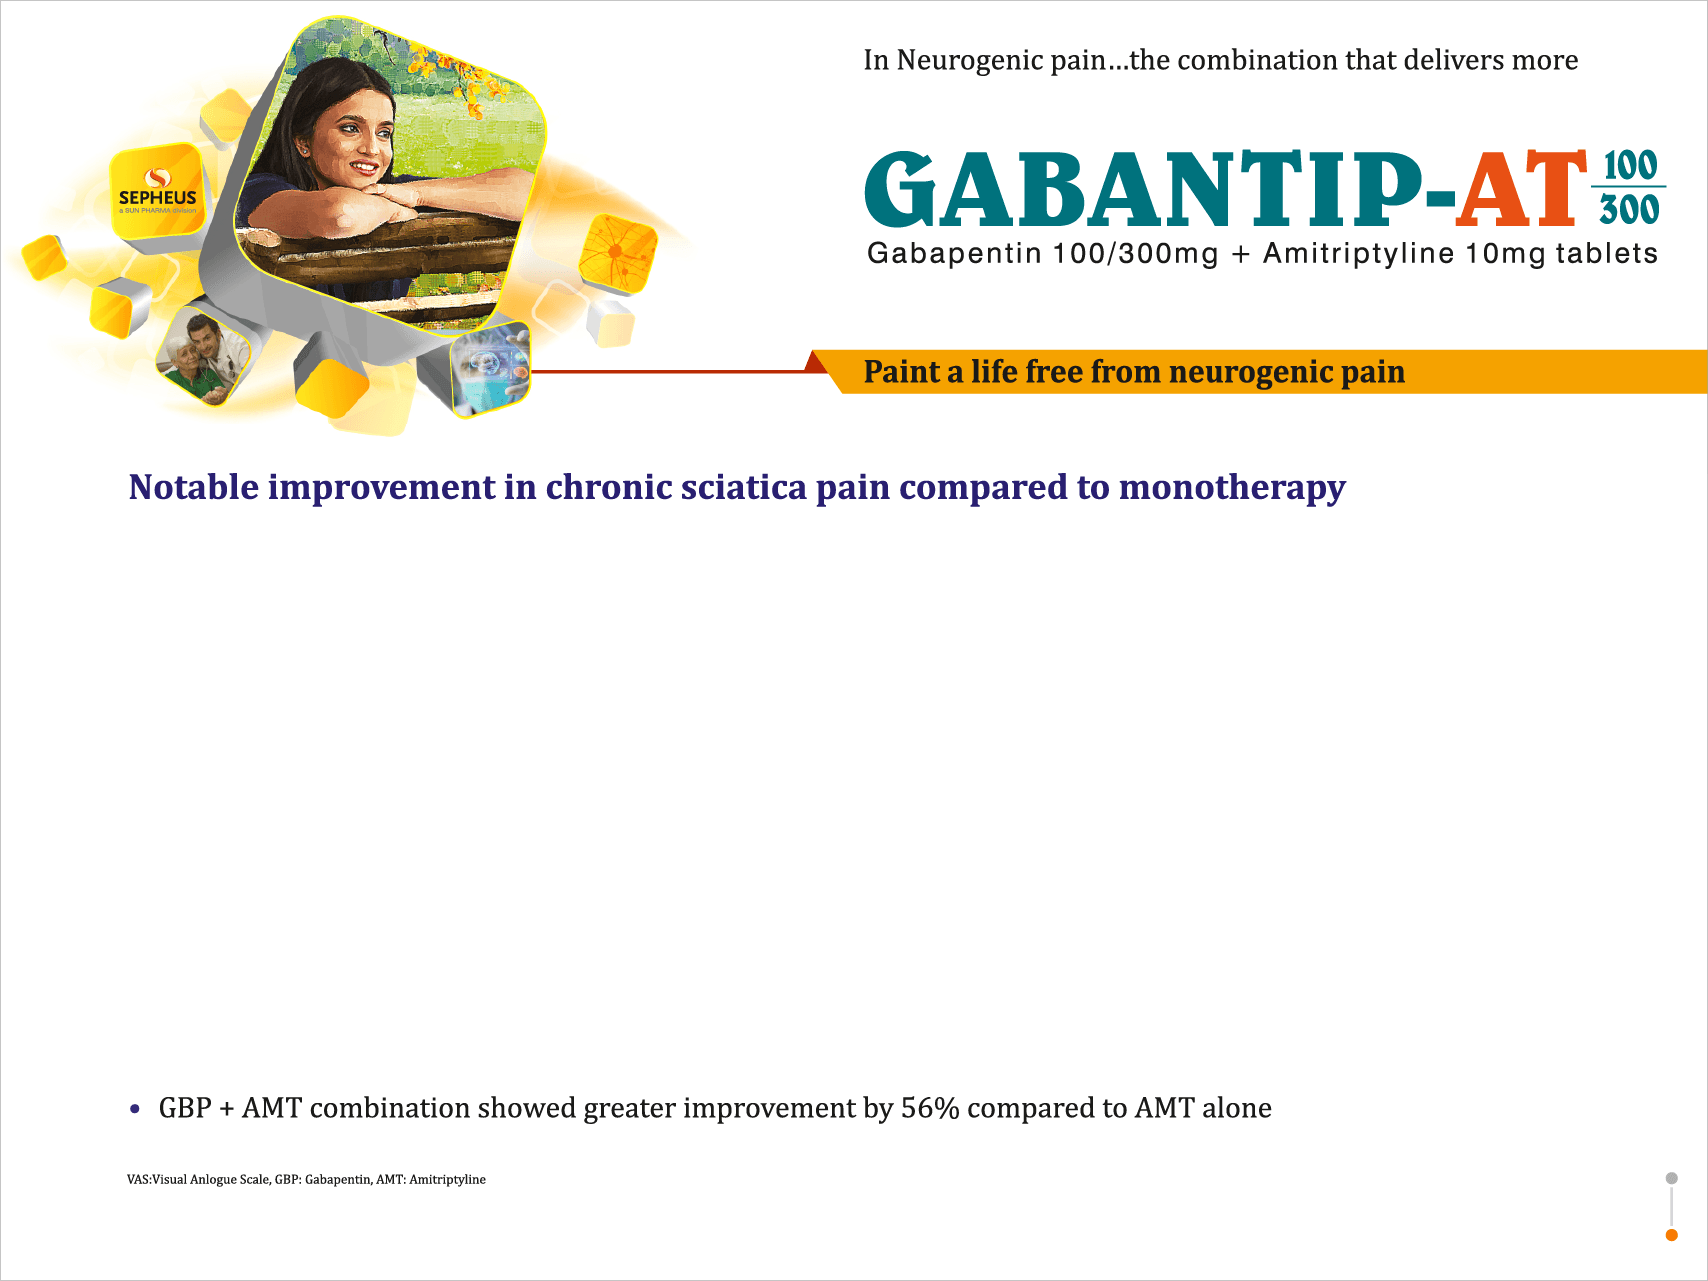 In Neurogenic pain...the combination that delivers more
SEPHEUS
a SUN PHARMA division
GABANTIP-AT 100/300
Gabapentin 100/300mg + Amitriptyline 10mg tablets
Paint a life free from neurogenic pain
Notable improvement in chronic sciatica pain compared to monotherapy
• GBP + AMT combination showed greater improvement by 56% compared to AMT alone
VAS:Visual Anlogue Scale, GBP: Gabapentin, AMT: Amitriptyline